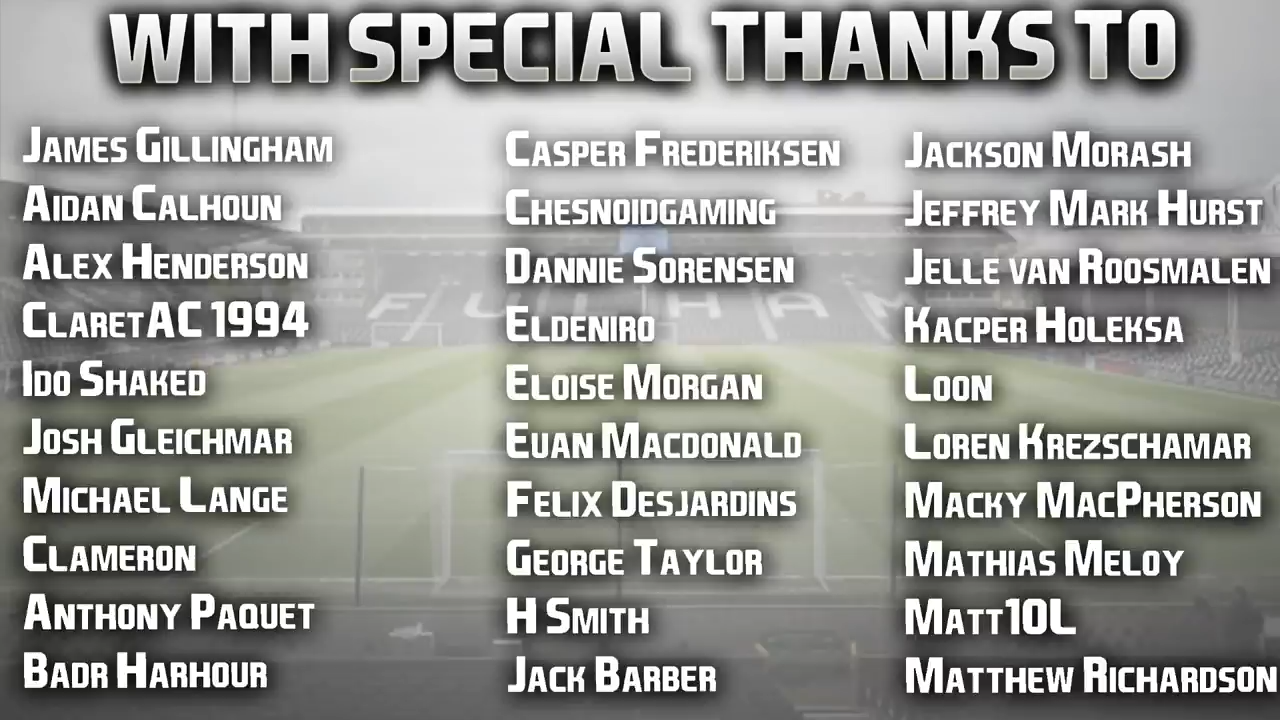 WITH SPECIAL THANKS TO
James Gillingham
Aidan Calhoun
Alex Henderson
ClaretAC 1994
Ido Shaked
Josh Gleichmar
Michael Lange
Clameron
Anthony Paquet
Badr Harhour
Casper Frederiksen
Chesnoidgaming
Dannie Sorensen
Eldeniro
Eloise Morgan
Euan Macdonald
Felix Desjardins
George Taylor
H Smith
Jack Barber
Jackson Morash
Jeffrey Mark Hurst
Jelle van Roosmalen
Kacper Holeksa
Loon
Loren Krezschamar
Macky MacPherson
Mathias Meloy
Matt10L
Matthew Richardson
FULHAM